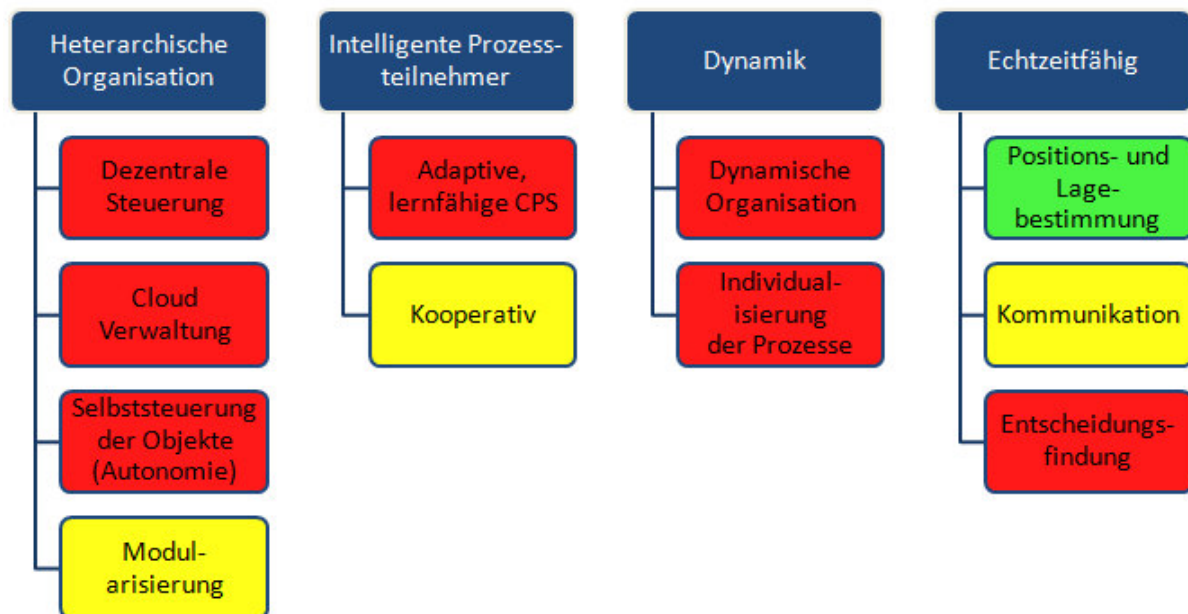 Heterarchische
Organisation
Dezentrale
Steuerung
Cloud
Verwaltung
Selbststeuerung
der Objekte
(Autonomie)
Modul-
arisierung
Intelligente Prozess-
teilnehmer
Adaptive,
lernfähige CPS
Kooperativ
Dynamik
Dynamische
Organisation
Individual-
isierung
der Prozesse
Echtzeitfähig
Positions- und
Lage-
bestimmung
Kommunikation
Entscheidungs-
findung